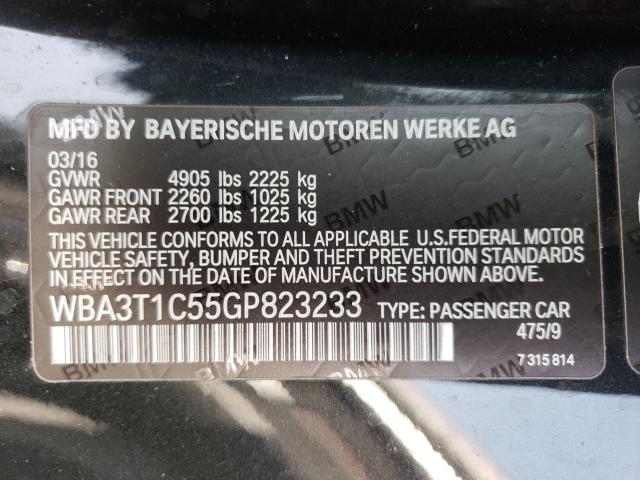 MFD BY BAYERISCHE MOTOREN WERKE AG
03/16
GVWR 4905 lbs 2225 kg
GAWR FRONT 2260 lbs 1025 kg
GAWR REAR 2700 lbs 1225 kg
THIS VEHICLE CONFORMS TO ALL APPLICABLE U.S.FEDERAL MOTOR
VEHICLE SAFETY, BUMPER AND THEFT PREVENTION STANDARDS
IN EFFECT ON THE DATE OF MANUFACTURE SHOWN ABOVE.
WBA3T1C55GP823233 TYPE: PASSENGER CAR
475/9
7 315 814